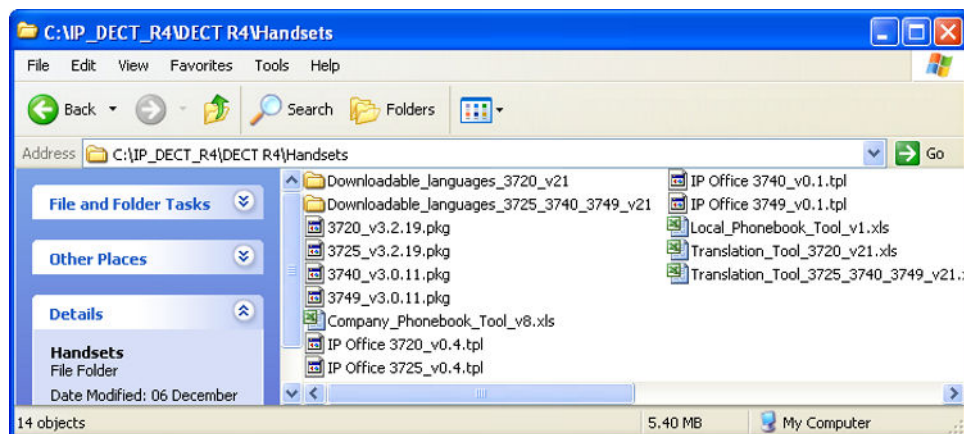 C:\IP_DECT_R4\DECT R4\Handsets
File Edit View Favorites Tools Help
Back Search Folders
Address C:\IP_DECT_R4\DECT R4\Handsets Go
File and Folder Tasks
Other Places
Details
Handsets
File Folder
Date Modified: 06 December
Downloadable_languages_3720_v21
Downloadable_languages_3725_3740_3749_v21
3720_v3.2.19.pkg
3725_v3.2.19.pkg
3740_v3.0.11.pkg
3749_v3.0.11.pkg
Company_Phonebook_Tool_v8.xls
IP Office 3720_v0.4.tpl
IP Office 3725_v0.4.tpl
IP Office 3740_v0.1.tpl
IP Office 3749_v0.1.tpl
Local_Phonebook_Tool_v1.xls
Translation_Tool_3720_v21.xls
Translation_Tool_3725_3740_3749_v21.
14 objects 5.40 MB My Computer